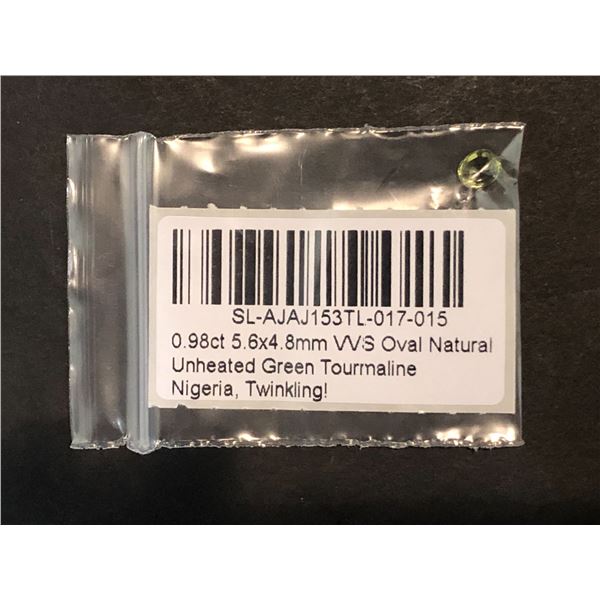 SL-AJAJ153TL-017-015
0.98ct 5.6x4.8mm VVS Oval Natural
Unheated Green Tourmaline
Nigeria, Twinkling!